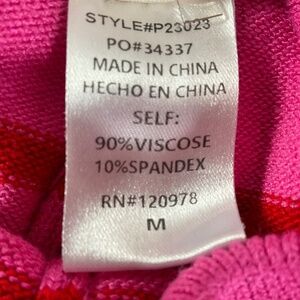 STYLE#P23023
PO#34337
MADE IN CHINA
HECHO EN CHINA
SELF:
90%VISCOSE
10%SPANDEX
RN#120978
M